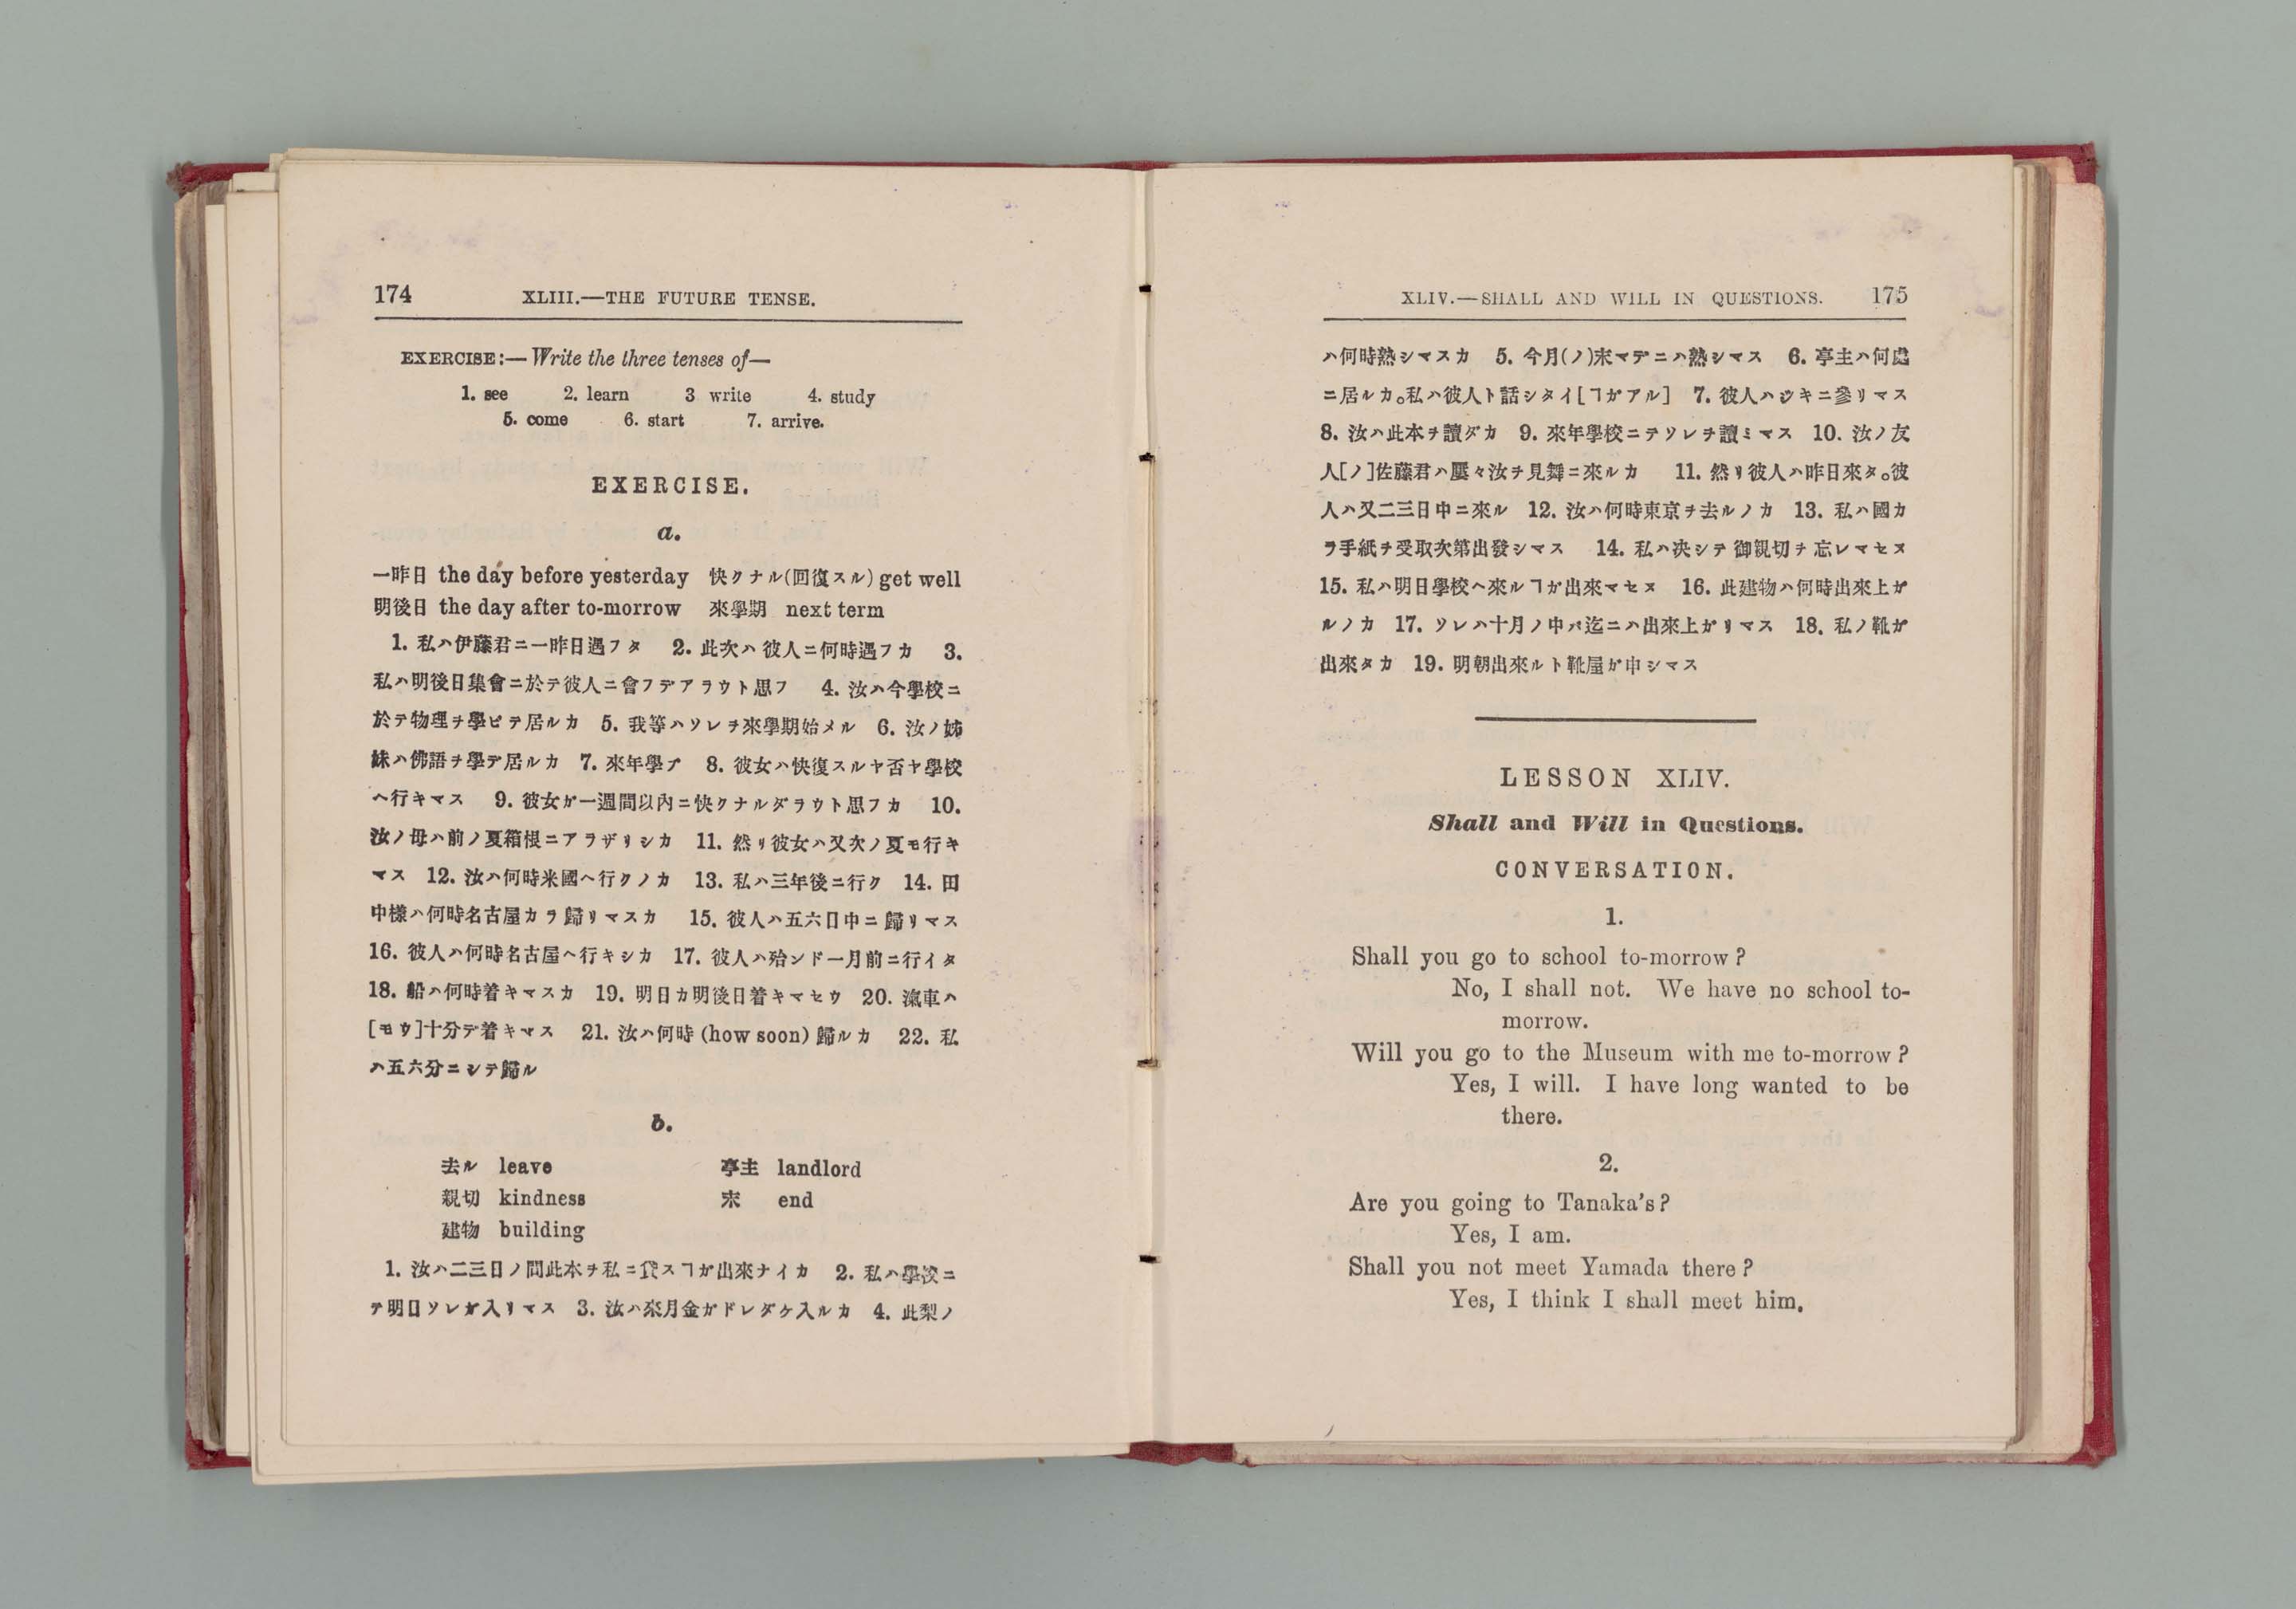 174 XLIII.—THE FUTURE TENSE.
EXERCISE:—Write the three tenses of—
1. see 2. learn 3 write 4. study
5. come 6. start 7. arrive.
EXERCISE.
a.
一昨日 the day before yesterday 快クナル(回復スル) get well
明後日 the day after to-morrow 來學期 next term
1. 私ハ伊藤君ニ一昨日遇フタ 2. 此次ハ彼人ニ何時遇フカ 3.
私ハ明後日集會ニ於テ彼人ニ會フデアラウト思フ 4. 汝ハ今學校ニ
於テ物理ヲ學ビテ居ルカ 5. 我等ハソレヲ來學期始メル 6. 汝ノ姊
妹ハ佛語ヲ學デ居ルカ 7. 來年學ブ 8. 彼女ハ快復スルヤ否ヤ學校
ヘ行キマス 9. 彼女ガ一週間以內ニ快クナルダラウト思フカ 10.
汝ノ母ハ前ノ夏箱根ニアラザリシカ 11. 然リ彼女ハ又次ノ夏モ行キ
マス 12. 汝ハ何時米國ヘ行クノカ 13. 私ハ三年後ニ行ク 14. 田
中樣ハ何時名古屋カラ歸リマスカ 15. 彼人ハ五六日中ニ歸リマス
16. 彼人ハ何時名古屋ヘ行キシカ 17. 彼人ハ殆ンド一月前ニ行イタ
18. 船ハ何時着キマスカ 19. 明日カ明後日着キマセウ 20. 滊車ハ
[モウ]十分デ着キマス 21. 汝ハ何時 (how soon) 歸ルカ 22. 私
ハ五六分ニシテ歸ル
b.
去ル leave 亭主 landlord
親切 kindness 末 end
建物 building
1. 汝ハ二三日ノ間此本ヲ私ニ貸スヿガ出來ナイカ 2. 私ハ學校ニ
テ明日ソレガ入リマス 3. 汝ハ來月金ガドレダケ入ルカ 4. 此梨ノ
XLIV.—SHALL AND WILL IN QUESTIONS. 175
ハ何時熟シマスカ 5. 今月(ノ)末マデニハ熟シマス 6. 亭主ハ何處
ニ居ルカ。私ハ彼人ト話シタイ[ヿガアル] 7. 彼人ハヂキニ參リマス
8. 汝ハ此本ヲ讀ダカ 9. 來年學校ニテソレヲ讀ミマス 10. 汝ノ友
人[ノ]佐藤君ハ屢々汝ヲ見舞ニ來ルカ 11. 然リ彼人ハ昨日來タ。彼
人ハ又二三日中ニ來ル 12. 汝ハ何時東京ヲ去ルノカ 13. 私ハ國カ
ラ手紙ヲ受取次第出發シマス 14. 私ハ决シテ御親切ヲ忘レマセヌ
15. 私ハ明日學校ヘ來ルヿガ出來マセヌ 16. 此建物ハ何時出來上ガ
ルノカ 17. ソレハ十月ノ中バ迄ニハ出來上ガリマス 18. 私ノ靴ガ
出來タカ 19. 明朝出來ルト靴屋ガ申シマス
LESSON XLIV.
Shall and Will in Questions.
CONVERSATION.
1.
Shall you go to school to-morrow?
No, I shall not. We have no school to-
morrow.
Will you go to the Museum with me to-morrow?
Yes, I will. I have long wanted to be
there.
2.
Are you going to Tanaka's?
Yes, I am.
Shall you not meet Yamada there?
Yes, I think I shall meet him.